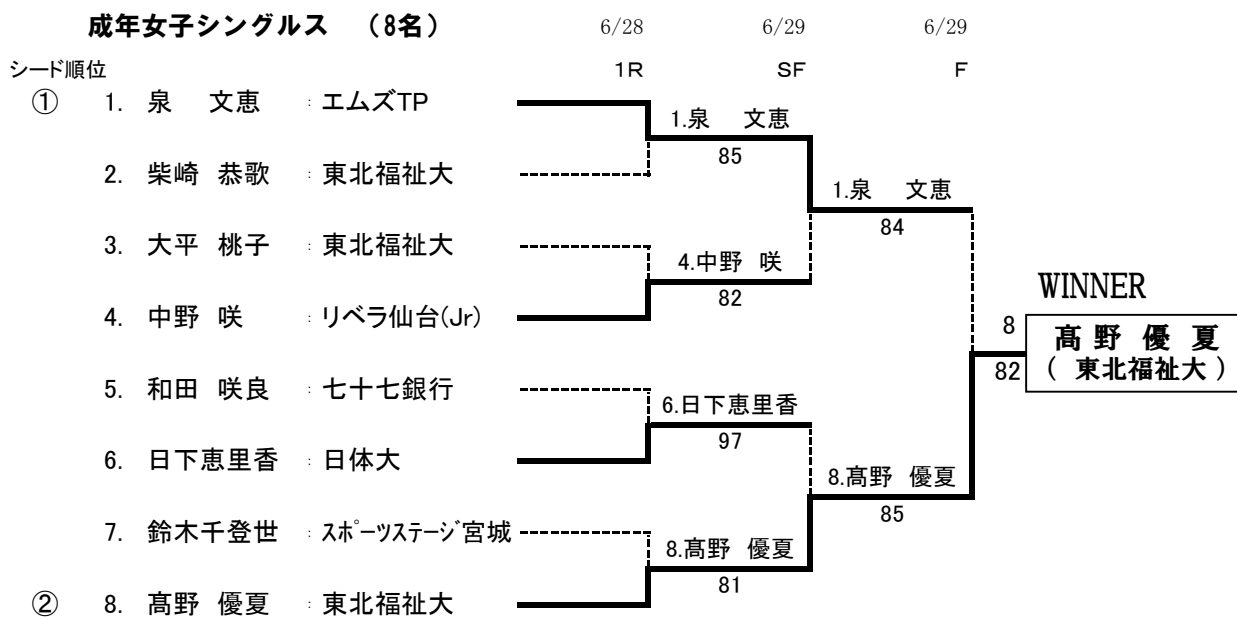 成年女子シングルス （8名） 6/28 6/29 6/29
シード順位 1R SF F
① 1. 泉 文恵 : エムズTP
1.泉 文恵
85
2. 柴崎 恭歌 : 東北福祉大
1.泉 文恵
84
3. 大平 桃子 : 東北福祉大
4.中野 咲
82
4. 中野 咲 : リベラ仙台(Jr)
WINNER
8
髙野 優夏
(東北福祉大)
82
5. 和田 咲良 : 七十七銀行
6.日下恵里香
97
6. 日下恵里香 : 日体大
8.髙野 優夏
85
7. 鈴木千登世 : スポーツステージ宮城
8.髙野 優夏
81
② 8. 髙野 優夏 : 東北福祉大